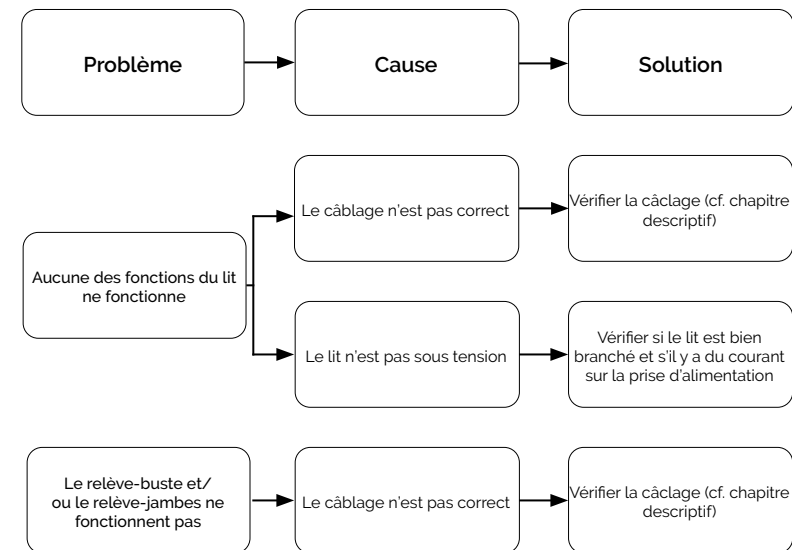 Problème
Cause
Solution
Aucune des fonctions du lit
ne fonctionne
Le câblage n'est pas correct
Vérifier la câclage (cf. chapitre
descriptif)
Le lit n'est pas sous tension
Vérifier si le lit est bien
branché et s'il y a du courant
sur la prise d'alimentation
Le relève-buste et/
ou le relève-jambes ne
fonctionnent pas
Le câblage n'est pas correct
Vérifier la câclage (cf. chapitre
descriptif)